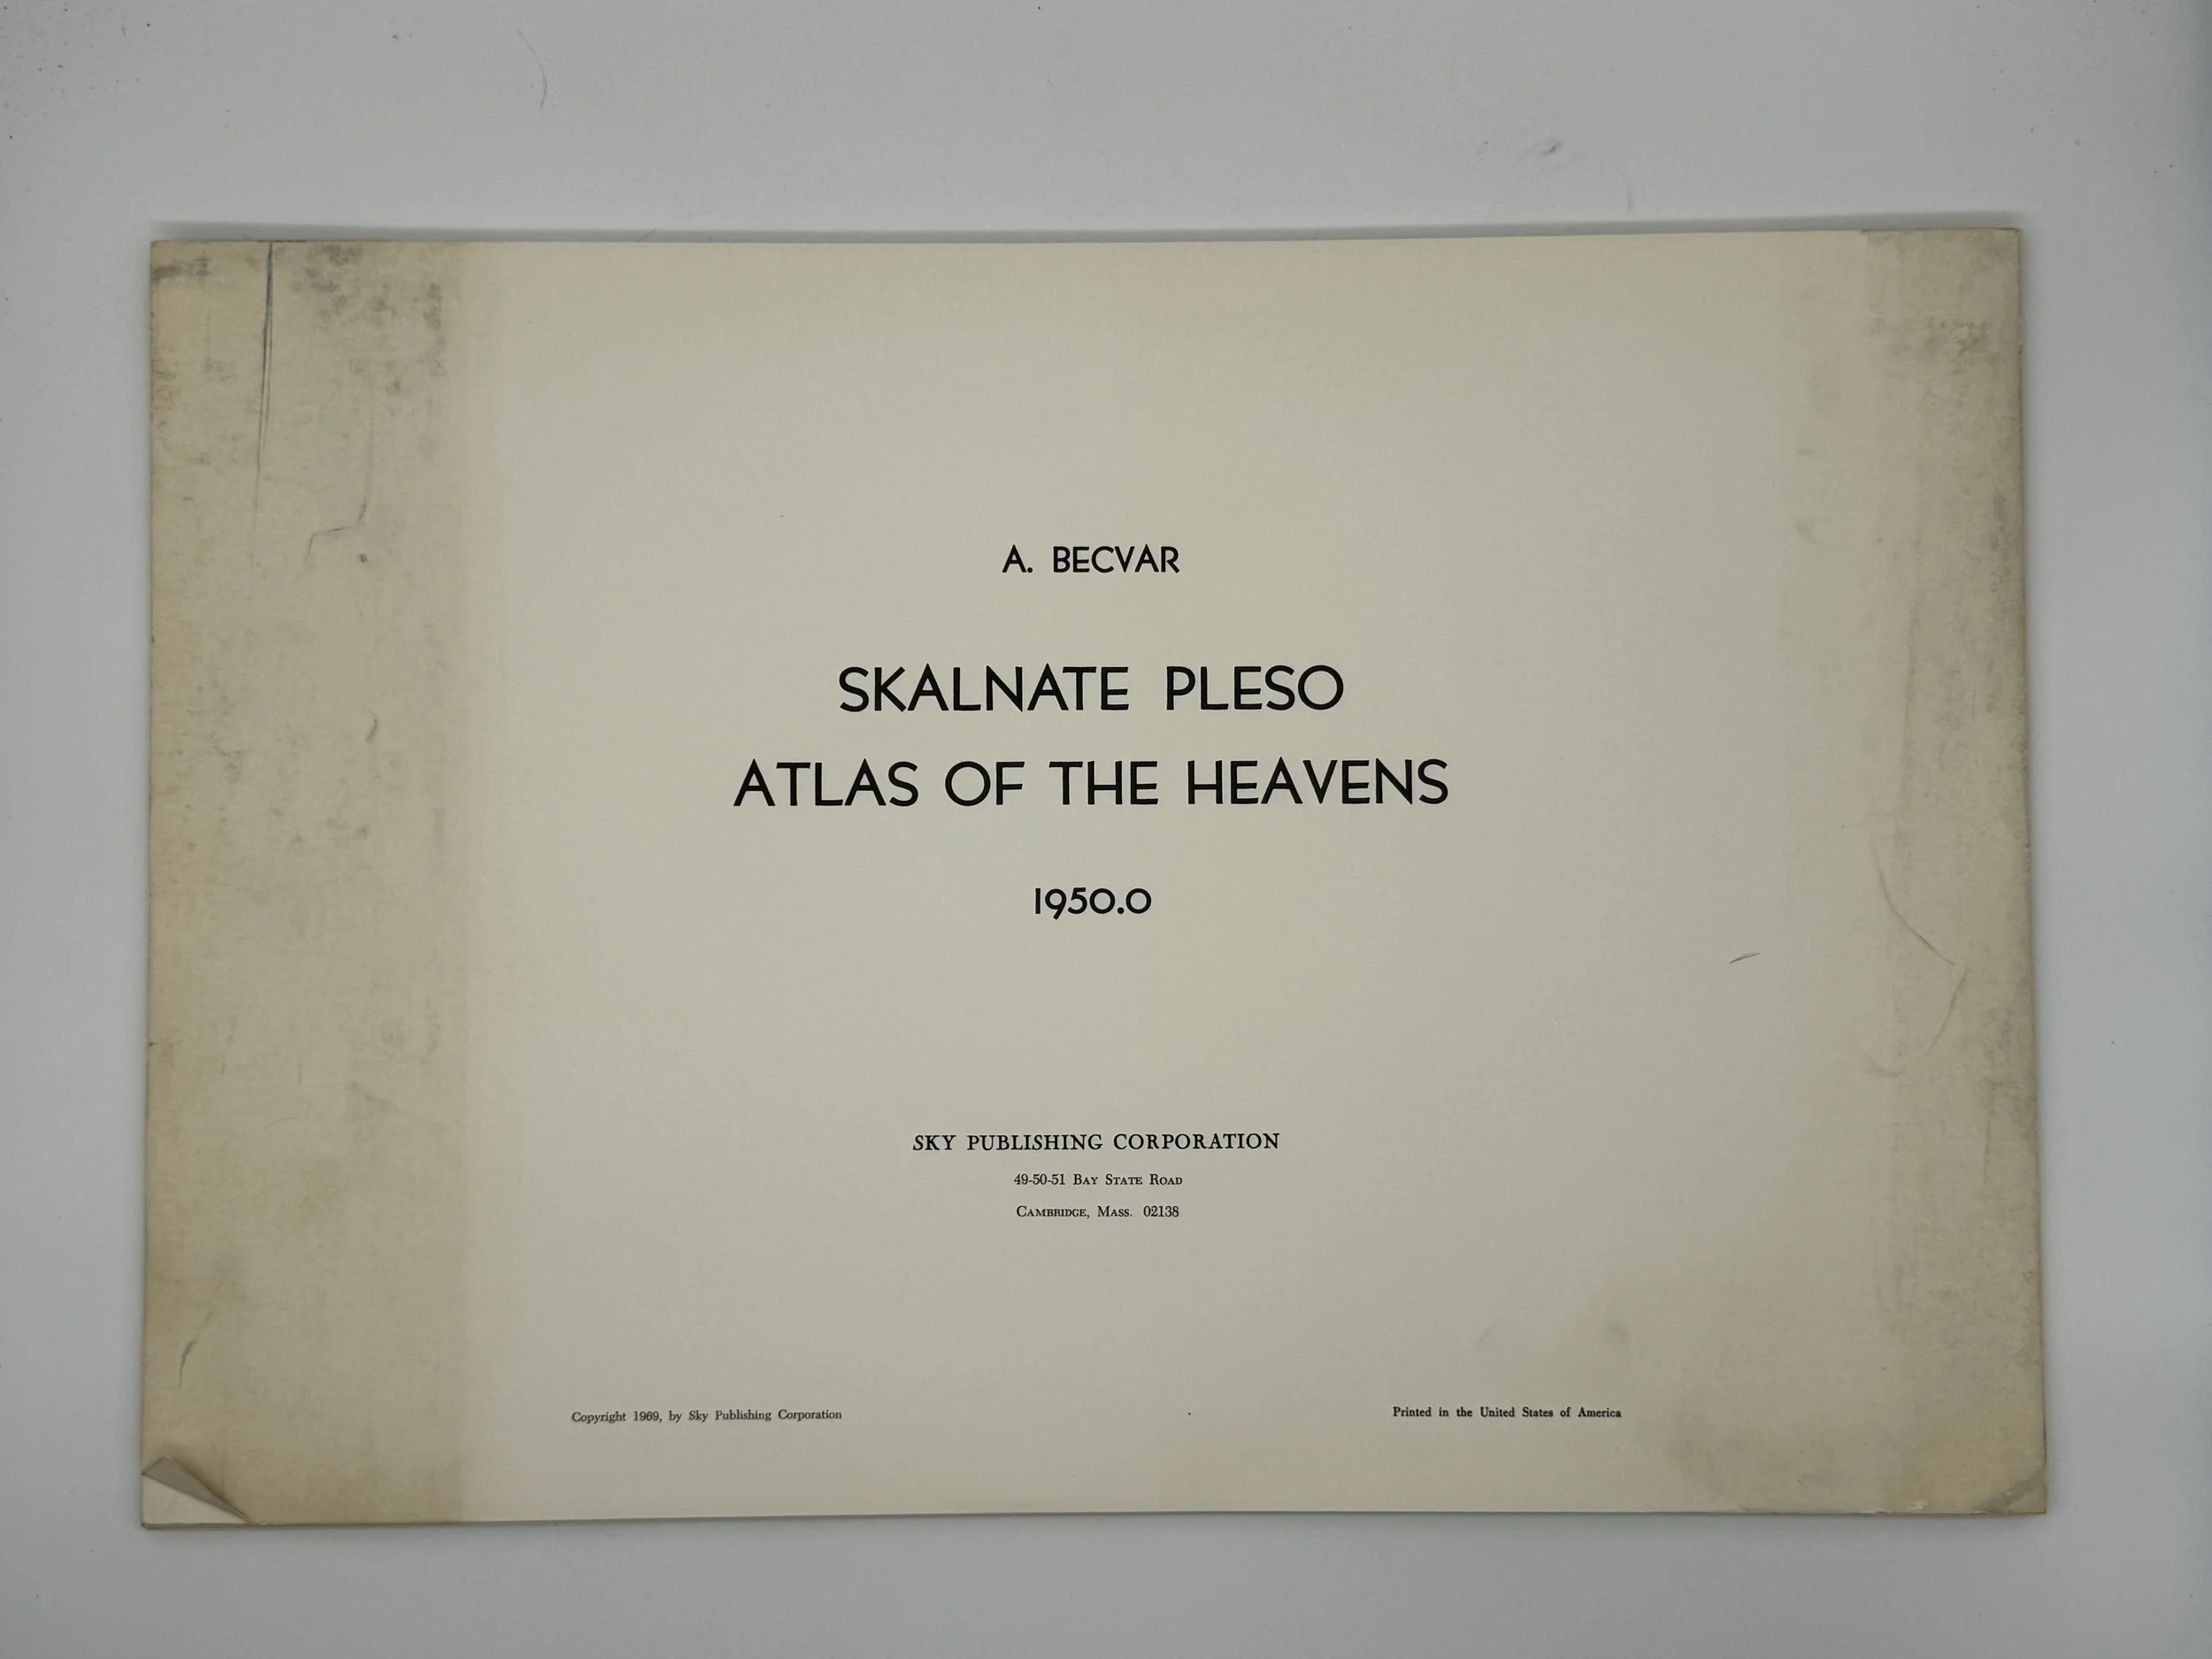 A. BECVAR
SKALNATE PLESO
ATLAS OF THE HEAVENS
1950.0
SKY PUBLISHING CORPORATION
49-50-51 BAY STATE ROAD
CAMBRIDGE, MASS. 02138
Copyright 1969, by Sky Publishing Corporation
Printed in the United States of America